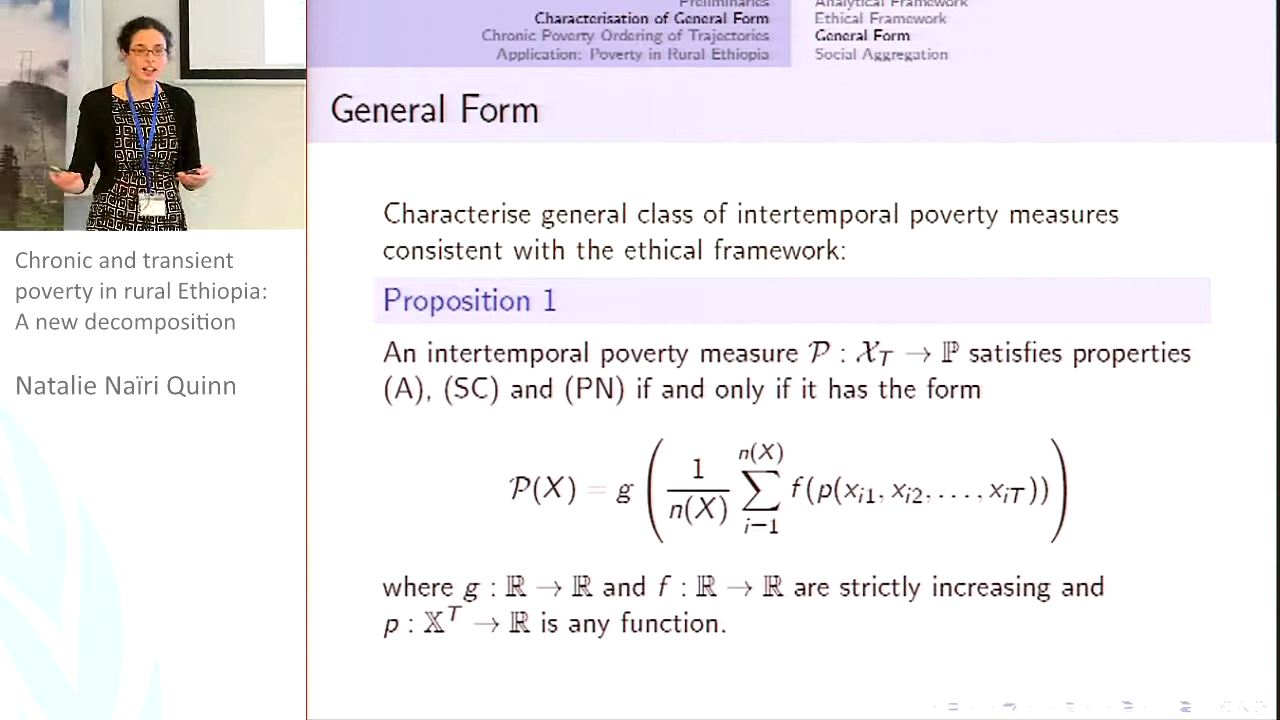 Preliminaries
Characterisation of General Form
Chronic Poverty Ordering of Trajectories
Application: Poverty in Rural Ethiopia
Analytical Framework
Ethical Framework
General Form
Social Aggregation
General Form
Chronic and transient
poverty in rural Ethiopia:
A new decomposition
Natalie Naïri Quinn
Characterise general class of intertemporal poverty measures
consistent with the ethical framework:
Proposition 1
An intertemporal poverty measure 𝒫 : 𝒳_T → ℙ satisfies properties
(A), (SC) and (PN) if and only if it has the form
𝒫(X) = g ( 1/n(X) ∑_{i=1}^{n(X)} f(p(x_{i1}, x_{i2}, . . . , x_{iT})) )
where g : ℝ → ℝ and f : ℝ → ℝ are strictly increasing and
p : 𝕏^T → ℝ is any function.